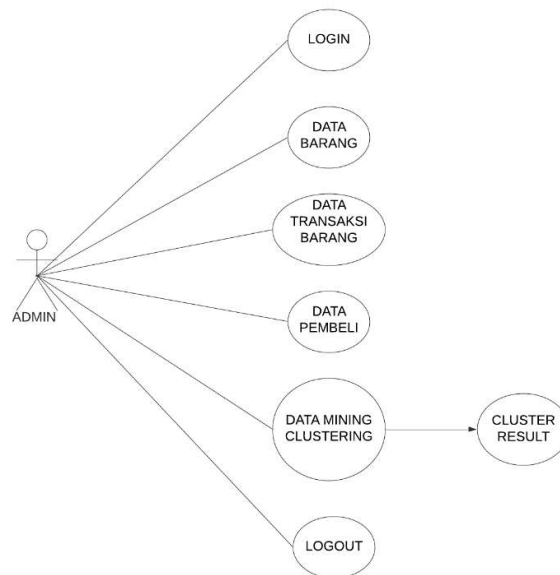 LOGIN
DATA
BARANG
DATA
TRANSAKSI
BARANG
ADMIN
DATA
PEMBELI
DATA MINING
CLUSTERING
CLUSTER
RESULT
LOGOUT